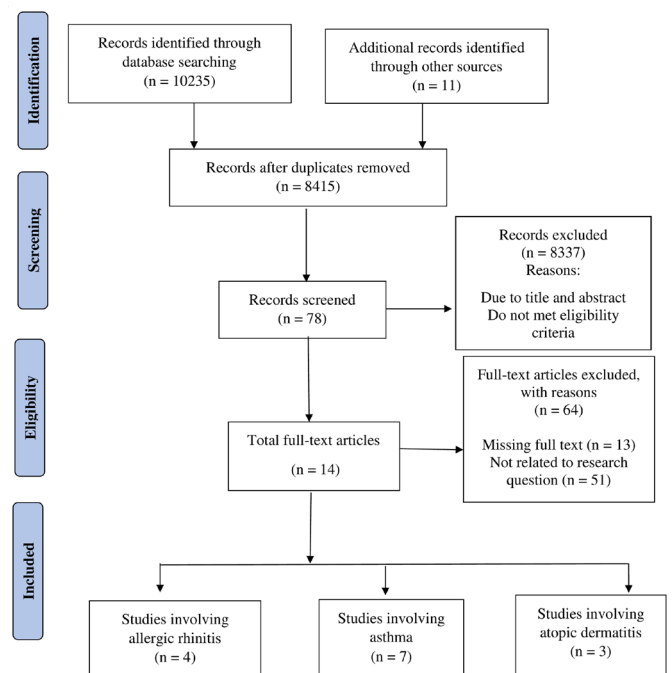 Identification
Records identified through
database searching
(n = 10235)
Additional records identified
through other sources
(n = 11)
Records after duplicates removed
(n = 8415)
Screening
Records excluded
(n = 8337)
Reasons:
Due to title and abstract
Do not met eligibility
criteria
Records screened
(n = 78)
Eligibility
Full-text articles excluded,
with reasons
(n = 64)
Missing full text (n = 13)
Not related to research
question (n = 51)
Total full-text articles
(n = 14)
Included
Studies involving
allergic rhinitis
(n = 4)
Studies involving
asthma
(n = 7)
Studies involving
atopic dermatitis
(n = 3)